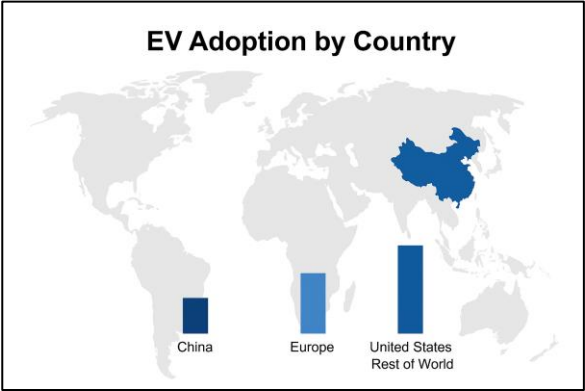 EV Adoption by Country
China
Europe
United States
Rest of World